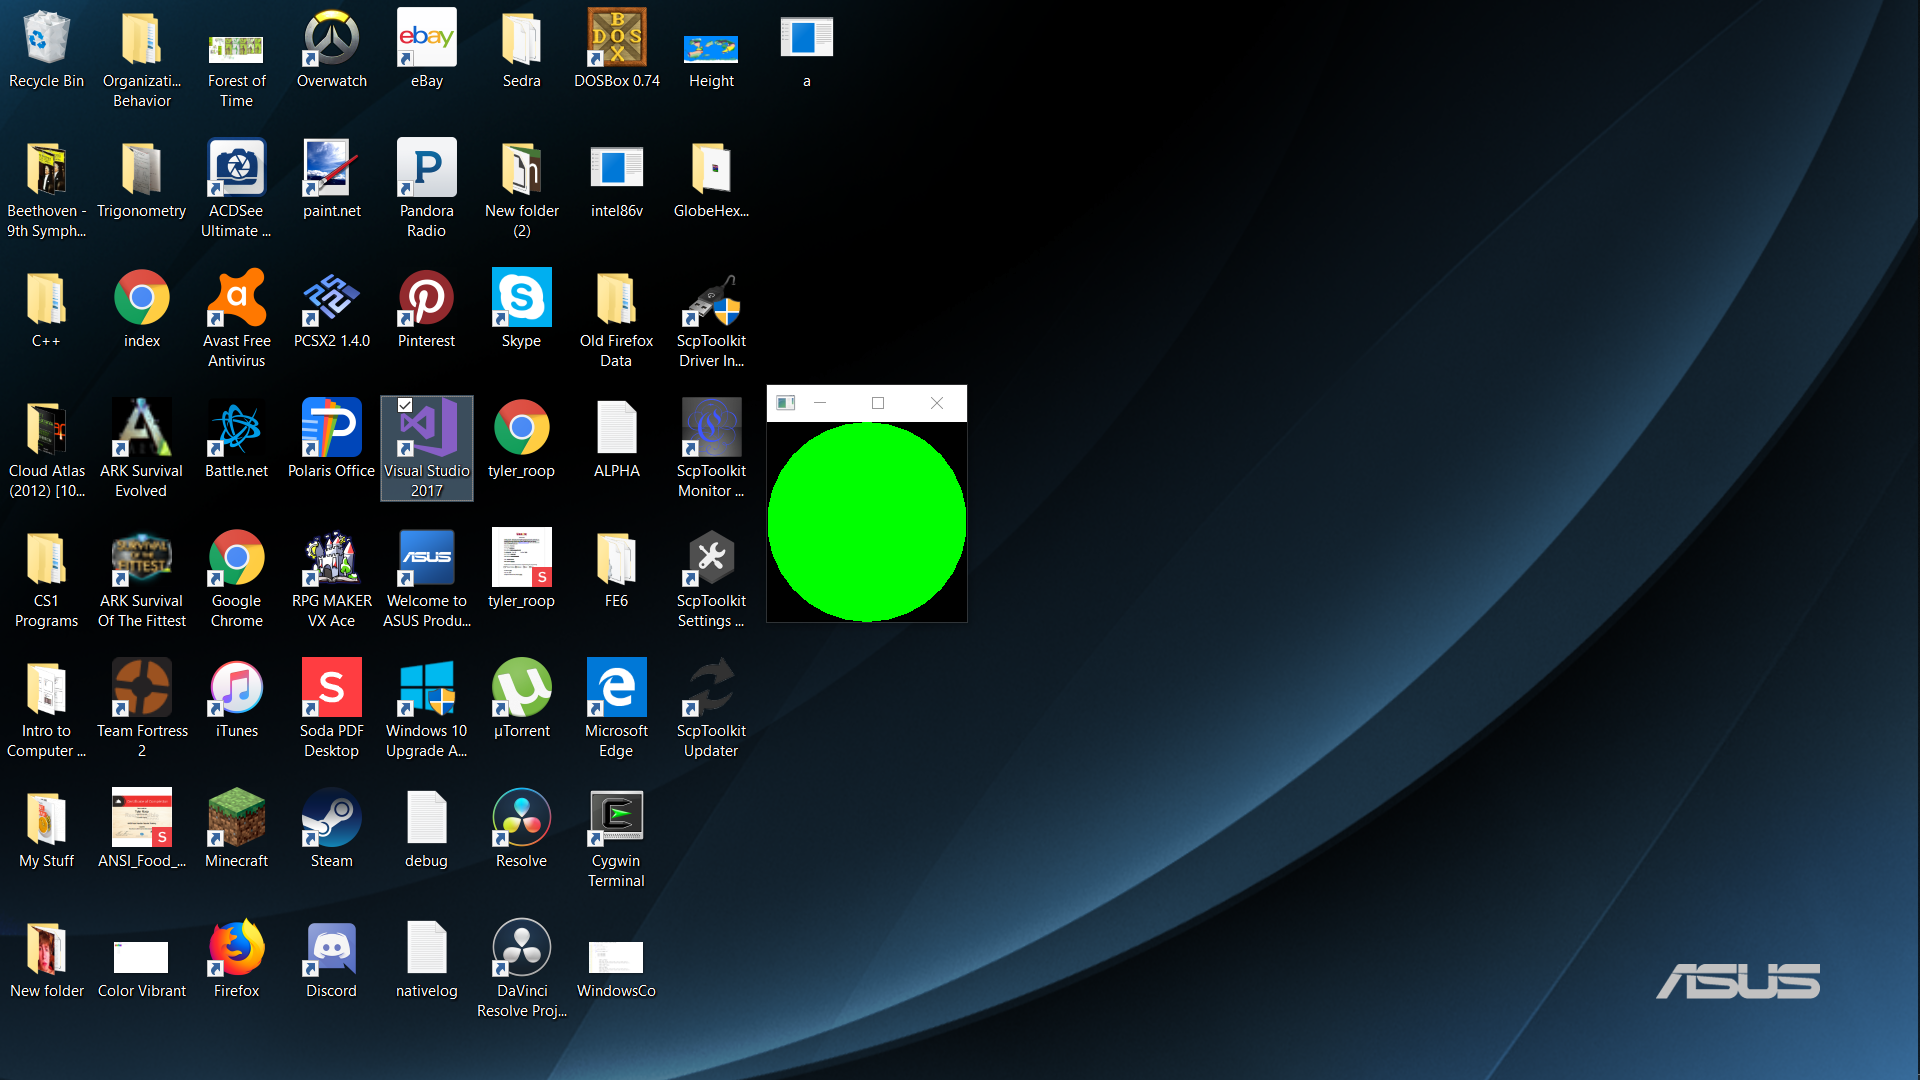 Recycle Bin
Organizati...
Behavior
Forest of
Time
Overwatch
ebay
eBay
Sedra
BOX
DOS
DOSBox 0.74
Height
a
Beethoven -
9th Symph...
Trigonometry
ACDSee
Ultimate ...
paint.net
P
Pandora
Radio
New folder
(2)
intel86v
GlobeHex...
C++
index
a
Avast Free
Antivirus
PCSX2 1.4.0
Pinterest
S
Skype
Old Firefox
Data
ScpToolkit
Driver In...
Cloud Atlas
(2012) [10...
ARK Survival
Evolved
Battle.net
Polaris Office
Visual Studio
2017
tyler_roop
ALPHA
ScpToolkit
Monitor ...
CS1
Programs
SURVIVAL
OF THE
FITTEST
ARK Survival
Of The Fittest
Google
Chrome
RPG MAKER
VX Ace
ASUS
Welcome to
ASUS Produ...
S
tyler_roop
FE6
ScpToolkit
Settings ...
Intro to
Computer ...
Team Fortress
2
iTunes
S
Soda PDF
Desktop
Windows 10
Upgrade A...
µ
µTorrent
e
Microsoft
Edge
ScpToolkit
Updater
My Stuff
S
ANSI_Food_...
Minecraft
Steam
debug
Resolve
Cygwin
Terminal
New folder
Color Vibrant
Firefox
Discord
nativelog
DaVinci
Resolve Proj...
WindowsCo
ASUS